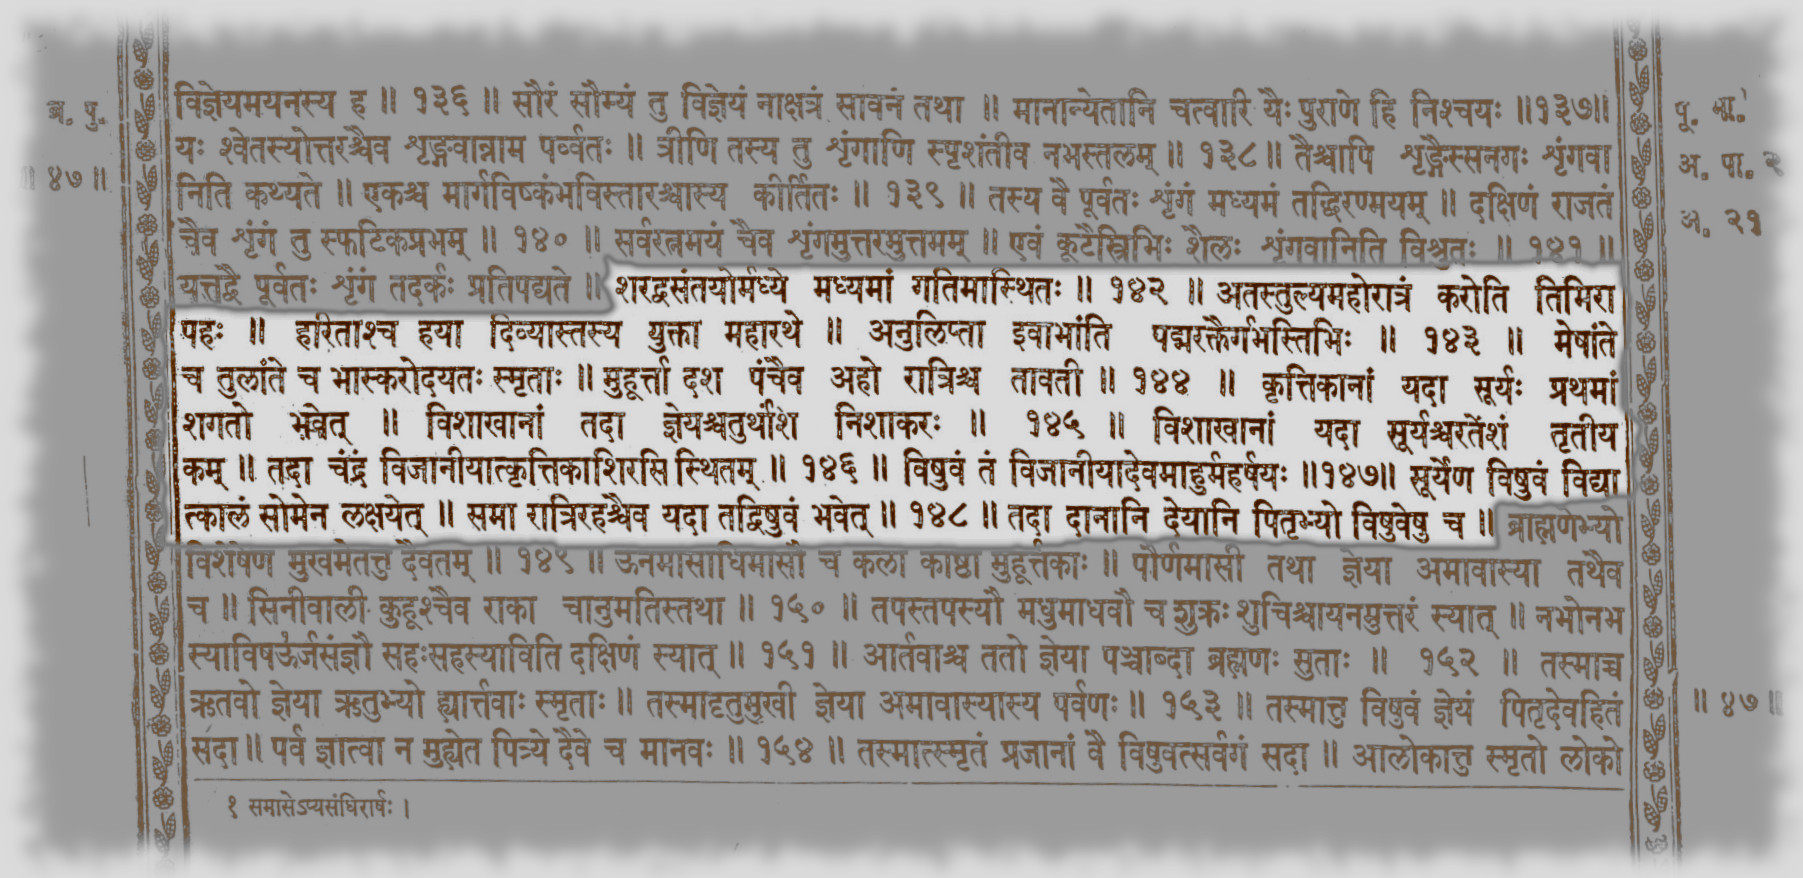 विज्ञेयमयनस्य ह ॥ १३६ ॥ सौरं सौम्यं तु विज्ञेयं नाक्षत्रं सावनं तथा ॥ मानान्येतानि चत्वारि यैः पुराणे हि निश्चयः ॥१३७॥
ब्र. पु. यः श्वेतस्योत्तरश्चैव शृङ्गवान्नाम पर्व्वतः ॥ त्रीणि तस्य तु शृंगाणि स्पृशंतीव नभस्तलम् ॥ १३८॥ तैश्चापि शृङ्गैस्सनगः शृंगवा पू. भा.
॥ ४७ ॥ निति कथ्यते ॥ एकश्च मार्गविष्कंभविस्तारश्चास्य कीर्तितः ॥ १३९ ॥ तस्य वै पूर्वतः शृंगं मध्यमं तद्धिरण्मयम् ॥ दक्षिणं राजतं अ. पा. २
चैव शृंगं तु स्फटिकप्रभम् ॥ १४० ॥ सर्वरत्नमयं चैव शृंगमुत्तरमुत्तमम् ॥ एवं कूटैस्त्रिभिः शैलः शृंगवानिति विश्रुतः ॥ १४१ ॥ अ. २१
यत्तद्वै पूर्वतः शृंगं तदर्कः प्रतिपद्यते ॥ शरद्वसंतयोर्मध्ये मध्यमां गतिमास्थितः ॥ १४२ ॥ अतस्तुल्यमहोरात्रं करोति तिमिरा
पहः ॥ हरिताश्च हया दिव्यास्तस्य युक्ता महारथे ॥ अनुलिप्ता इवाभांति पद्मरक्तैर्गभस्तिभिः ॥ १४३ ॥ मेषांते
च तुलांते च भास्करोदयतः स्मृताः ॥ मुहूर्त्ता दश पंचैव अहो रात्रिश्च तावती ॥ १४४ ॥ कृत्तिकानां यदा सूर्यः प्रथमां
शगतो भवेत् ॥ विशाखानां तदा ज्ञेयश्चतुर्थांशे निशाकरः ॥ १४५ ॥ विशाखानां यदा सूर्यश्चरतेंशं तृतीय
कम् ॥ तदा चंद्रं विजानीयात्कृत्तिकाशिरसि स्थितम् ॥ १४६ ॥ विषुवं तं विजानीयादेवमाहुर्महर्षयः ॥१४७॥ सूर्येण विषुवं विद्या
त्कालं सोमेन लक्षयेत् ॥ समा रात्रिरहश्चैव यदा तद्विषुवं भवेत् ॥ १४८ ॥ तदा दानानि देयानि पितृभ्यो विषुवेषु च ॥ ब्राह्मणेभ्यो
विशेषेण मुखमेतत्तु दैवतम् ॥ १४९ ॥ ऊनमासाधिमासौ च कला काष्ठा मुहूर्त्तकाः ॥ पौर्णमासी तथा ज्ञेया अमावास्या तथैव
च ॥ सिनीवाली कुहूश्चैव राका चानुमतिस्तथा ॥ १५० ॥ तपस्तपस्यौ मधुमाधवौ च शुक्रः शुचिश्चायनमुत्तरं स्यात् ॥ नभोनभ
स्याविषऊर्जसंज्ञौ सहःसहस्याविति दक्षिणं स्यात् ॥ १५१ ॥ आर्तवाश्च ततो ज्ञेया पञ्चाब्दा ब्रह्मणः सुताः ॥ १५२ ॥ तस्माच्च
ऋतवो ज्ञेया ऋतुभ्यो ह्यार्त्तवाः स्मृताः ॥ तस्मादृतुमुखी ज्ञेया अमावास्यास्य पर्वणः ॥ १५३ ॥ तस्मात्तु विषुवं ज्ञेयं पितृदेवहितं ॥ ४७ ॥
सदा ॥ पर्व ज्ञात्वा न मुह्येत पित्र्ये दैवे च मानवः ॥ १५४ ॥ तस्मात्स्मृतं प्रजानां वै विषुवत्सर्वगं सदा ॥ आलोकात्तु स्मृतो लोको
१ समासेऽप्यसंधिरार्षः ।